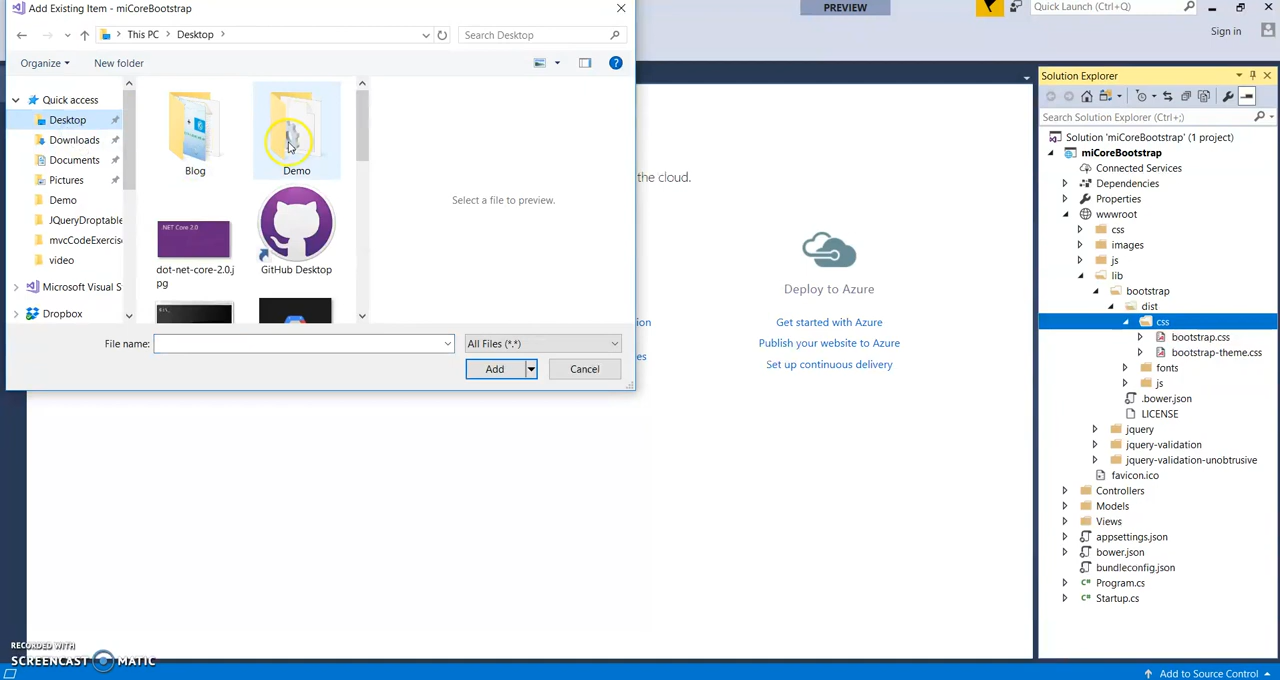 Add Existing Item - miCoreBootstrap
PREVIEW
Quick Launch (Ctrl+Q)
Sign in
This PC > Desktop >
Search Desktop
Organize
New folder
Quick access
Desktop
Downloads
Documents
Pictures
Demo
JQueryDroptable
mvcCodeExercis
video
Microsoft Visual S
Dropbox
Blog
Demo
.NET Core 2.0
dot-net-core-2.0.j
pg
GitHub Desktop
Select a file to preview.
File name:
All Files (*.*)
Add
Cancel
the cloud.
Deploy to Azure
Get started with Azure
Publish your website to Azure
Set up continuous delivery
Solution Explorer
Search Solution Explorer (Ctrl+;)
Solution 'miCoreBootstrap' (1 project)
miCoreBootstrap
Connected Services
Dependencies
Properties
wwwroot
css
images
js
lib
bootstrap
dist
css
bootstrap.css
bootstrap-theme.css
fonts
js
.bower.json
LICENSE
jquery
jquery-validation
jquery-validation-unobtrusive
favicon.ico
Controllers
Models
Views
appsettings.json
bower.json
bundleconfig.json
C# Program.cs
C# Startup.cs
RECORDED WITH
SCREENCAST MATIC
Add to Source Control